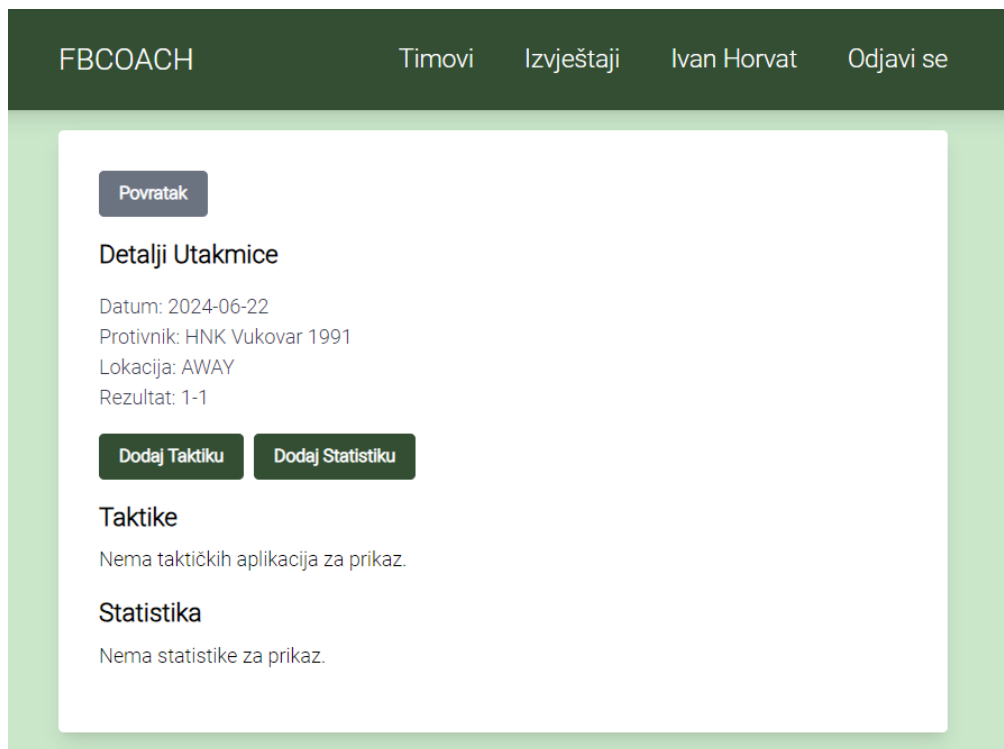 FBCOACH Timovi Izvještaji Ivan Horvat Odjavi se
Povratak
Detalji Utakmice
Datum: 2024-06-22
Protivnik: HNK Vukovar 1991
Lokacija: AWAY
Rezultat: 1-1
Dodaj Taktiku Dodaj Statistiku
Taktike
Nema taktičkih aplikacija za prikaz.
Statistika
Nema statistike za prikaz.